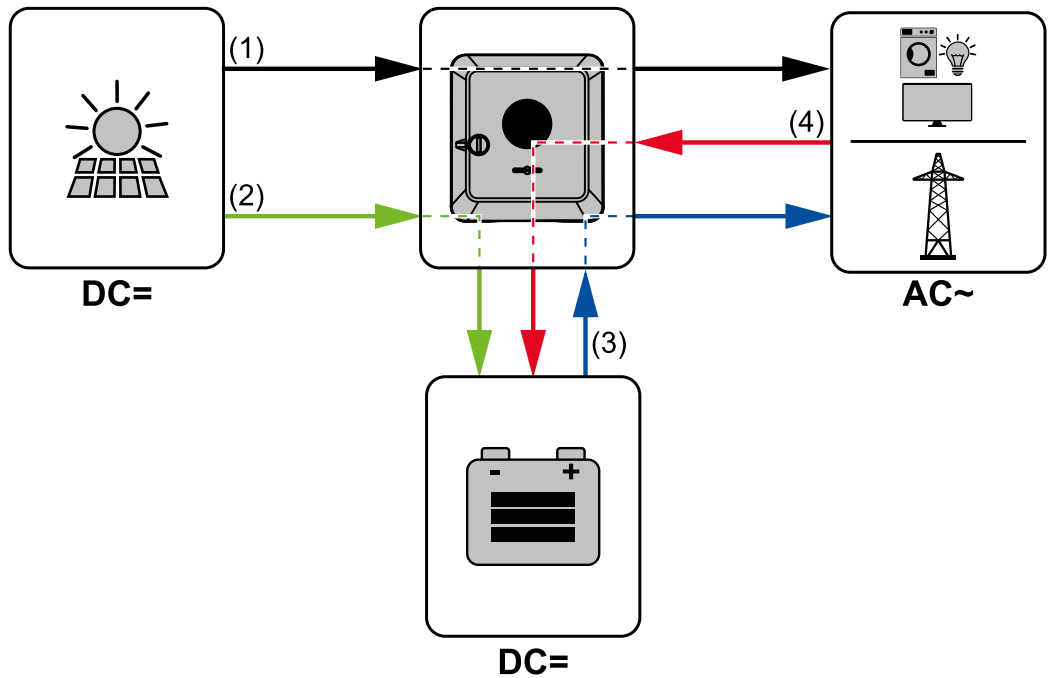 (1)
(4)
(2)
DC=
AC~
(3)
- +
DC=